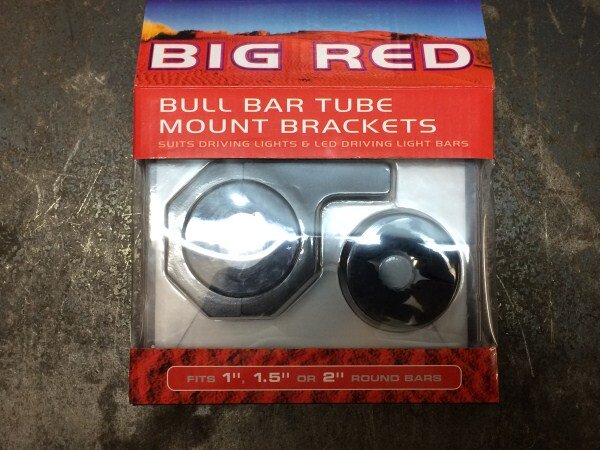 BIG RED
BULL BAR TUBE
MOUNT BRACKETS
SUITS DRIVING LIGHTS & LED DRIVING LIGHT BARS
FITS 1", 1.5" OR 2" ROUND BARS